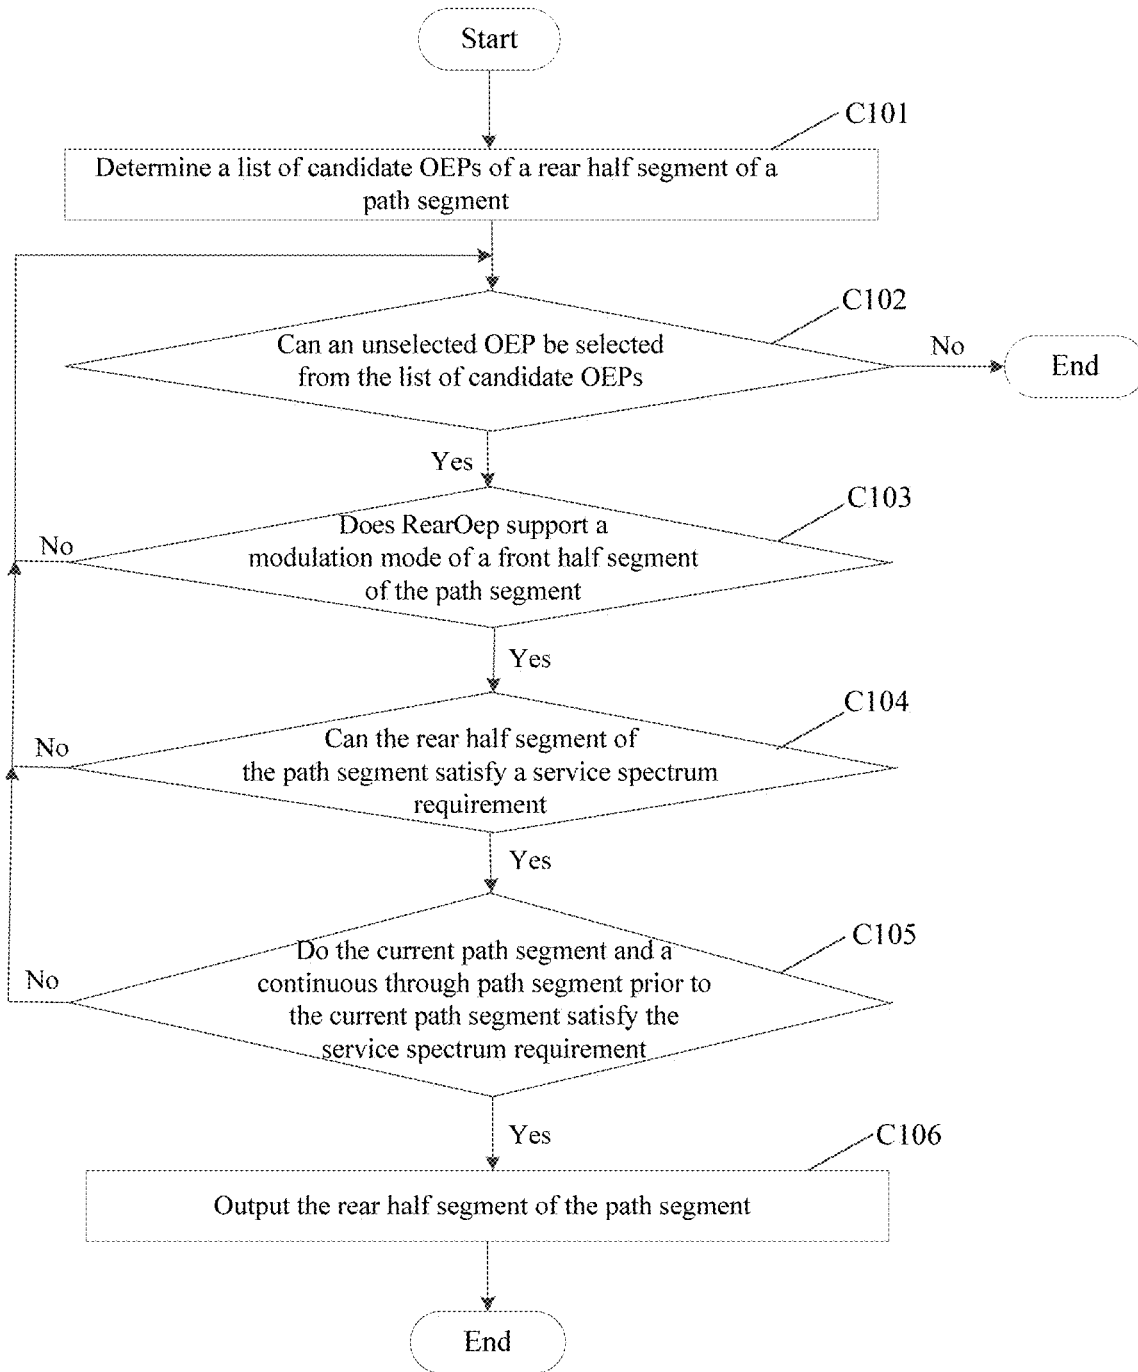 Start
C101
Determine a list of candidate OEPs of a rear half segment of a
path segment
C102
Can an unselected OEP be selected
from the list of candidate OEPs
No
End
Yes
C103
Does RearOep support a
modulation mode of a front half segment
of the path segment
No
Yes
C104
Can the rear half segment of
the path segment satisfy a service spectrum
requirement
No
Yes
C105
Do the current path segment and a
continuous through path segment prior to
the current path segment satisfy the
service spectrum requirement
No
Yes
C106
Output the rear half segment of the path segment
End